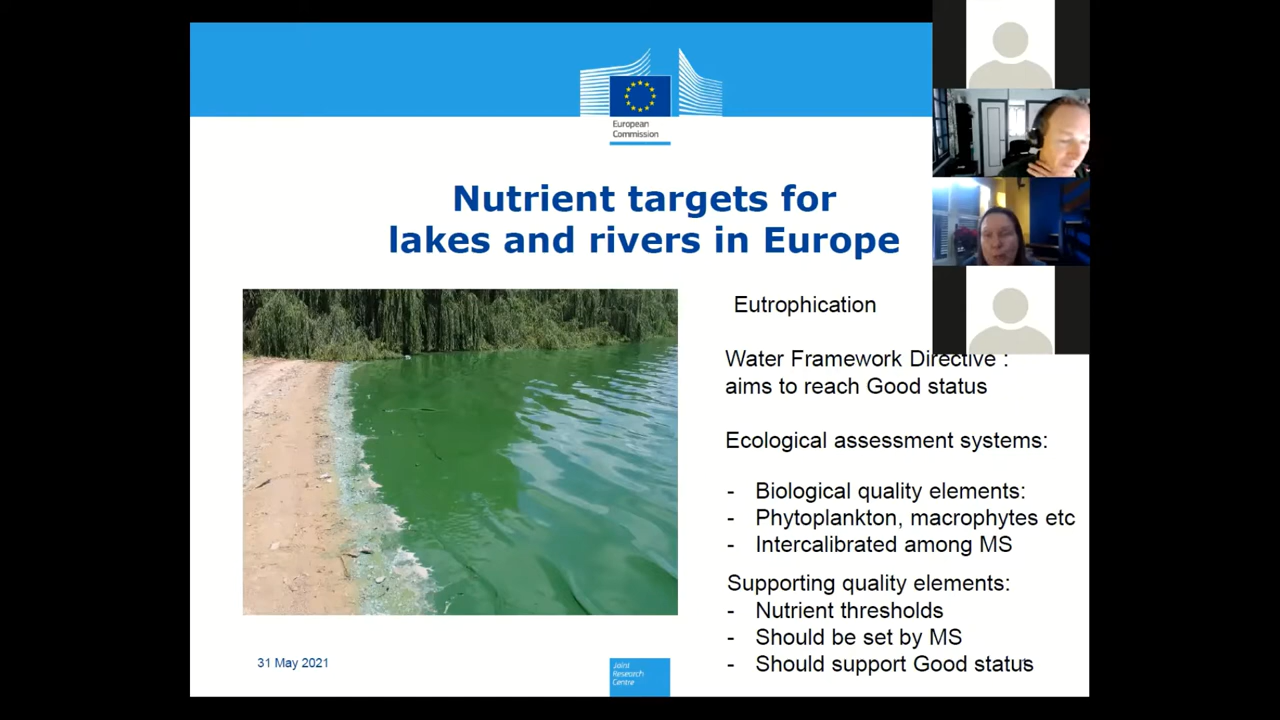 European
Commission
Nutrient targets for
lakes and rivers in Europe
Eutrophication
Water Framework Directive :
aims to reach Good status
Ecological assessment systems:
- Biological quality elements:
- Phytoplankton, macrophytes etc
- Intercalibrated among MS
Supporting quality elements:
- Nutrient thresholds
- Should be set by MS
- Should support Good status
31 May 2021
Joint
Research
Centre